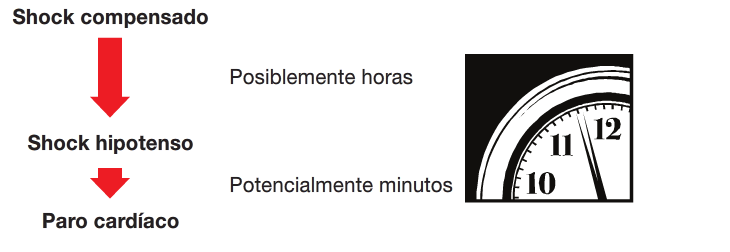 Shock compensado
Posiblemente horas
Shock hipotenso
Potencialmente minutos
Paro cardíaco
10
11
12